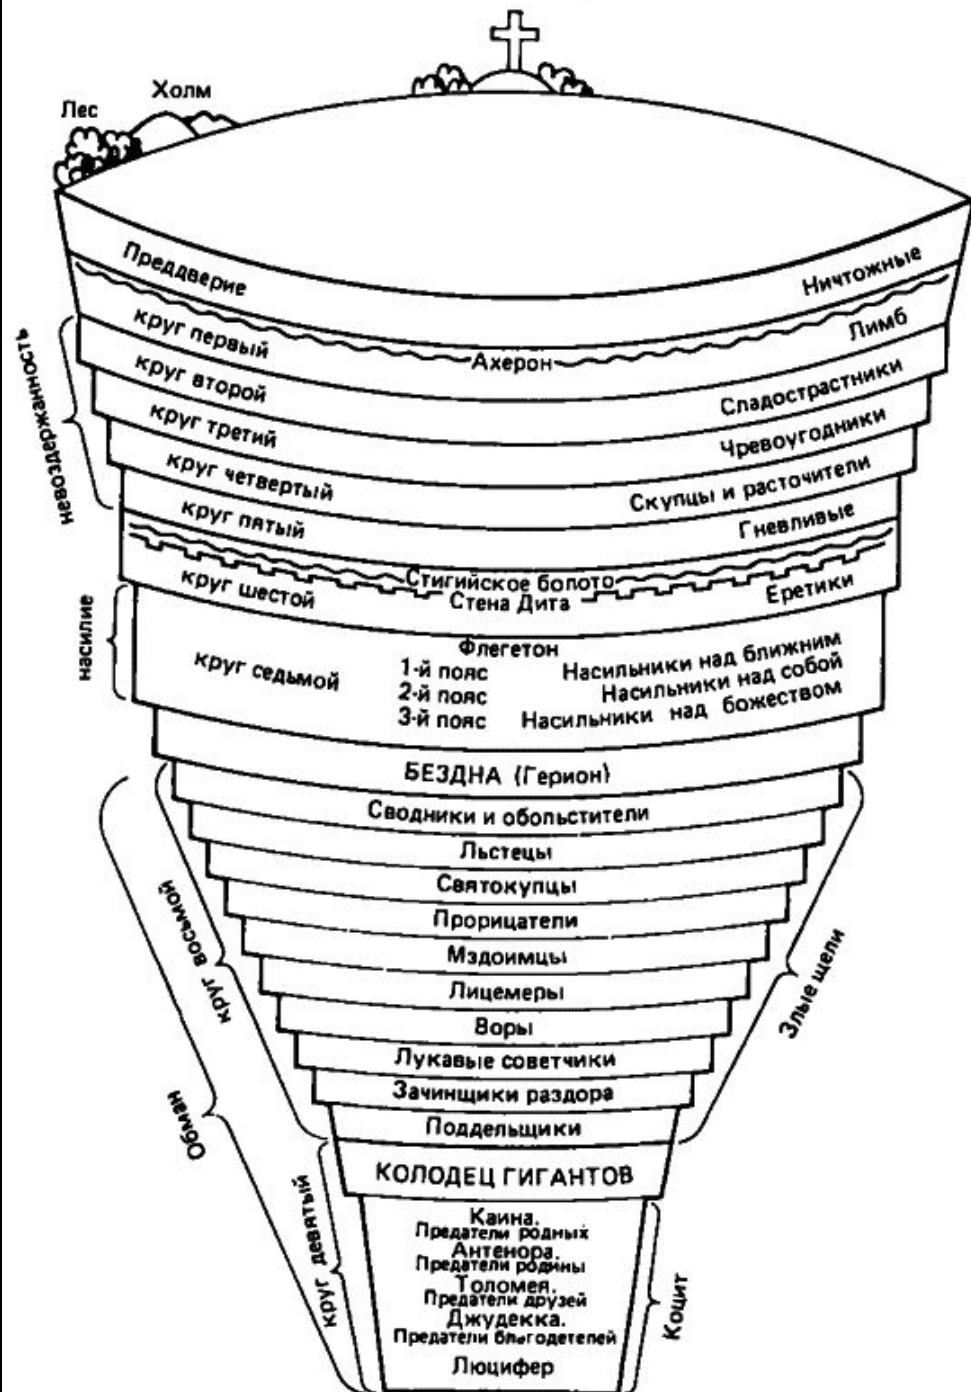 Холм
Лес
Преддверие
Ничтожные
круг первый
Лимб
Ахерон
круг второй
Сладострастники
круг третий
Чревоугодники
круг четвертый
Скупцы и расточители
круг пятый
Гневливые
невоздержанность
Стигийское болото
Стена Дита
круг шестой
Еретики
насилие
Флегетон
круг седьмой
1-й пояс Насильники над ближним
2-й пояс Насильники над собой
3-й пояс Насильники над божеством
БЕЗДНА (Герион)
Сводники и обольстители
Льстецы
Святокупцы
Прорицатели
Мздоимцы
Лицемеры
Воры
Лукавые советчики
Зачинщики раздора
Поддельщики
круг восьмой
Злые щели
Обман
КОЛОДЕЦ ГИГАНТОВ
круг девятый
Каина.
Предатели родных
Антенора.
Предатели родины
Толомея.
Предатели друзей
Джудекка.
Предатели благодетелей
Люцифер
Коцит